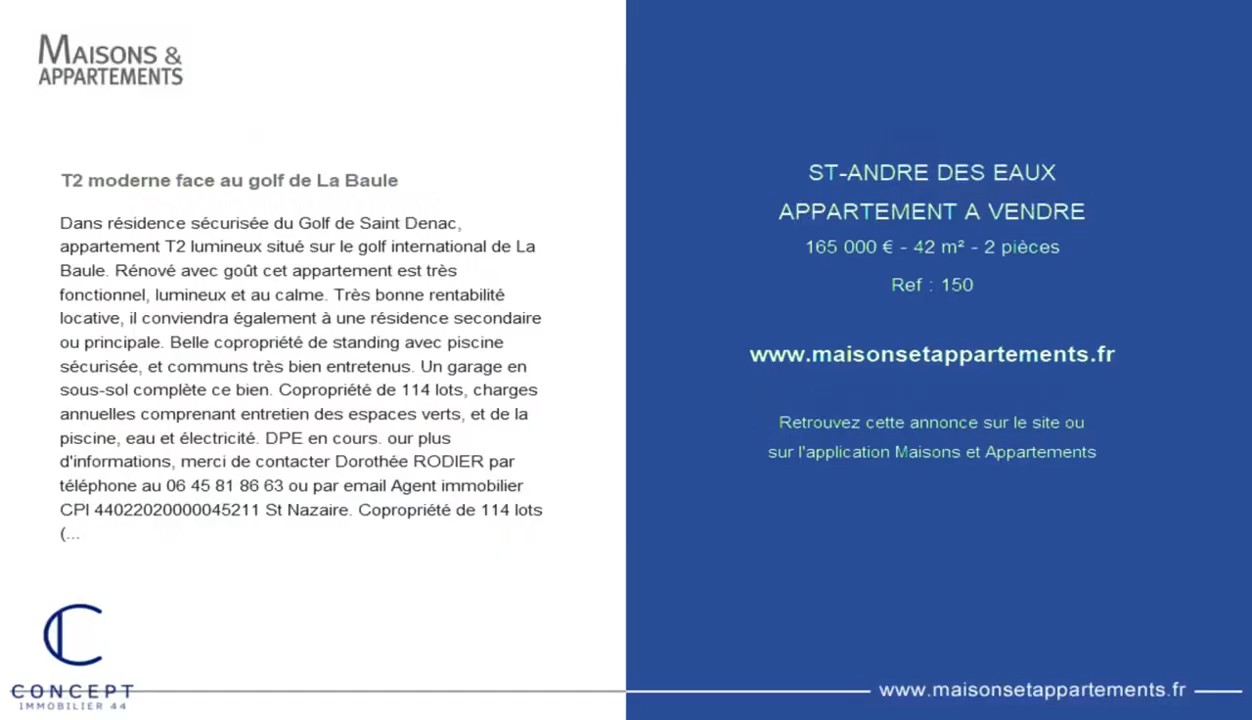 MAISONS &
APPARTEMENTS
T2 moderne face au golf de La Baule
Dans résidence sécurisée du Golf de Saint Denac,
appartement T2 lumineux situé sur le golf international de La
Baule. Rénové avec goût cet appartement est très
fonctionnel, lumineux et au calme. Très bonne rentabilité
locative, il conviendra également à une résidence secondaire
ou principale. Belle copropriété de standing avec piscine
sécurisée, et communs très bien entretenus. Un garage en
sous-sol complète ce bien. Copropriété de 114 lots, charges
annuelles comprenant entretien des espaces verts, et de la
piscine, eau et électricité. DPE en cours. our plus
d'informations, merci de contacter Dorothée RODIER par
téléphone au 06 45 81 86 63 ou par email Agent immobilier
CPI 44022020000045211 St Nazaire. Copropriété de 114 lots
(...
CONCEPT
IMMOBILIER 44
ST-ANDRE DES EAUX
APPARTEMENT A VENDRE
165 000 € - 42 m² - 2 pièces
Ref : 150
www.maisonsetappartements.fr
Retrouvez cette annonce sur le site ou
sur l'application Maisons et Appartements
www.maisonsetappartements.fr